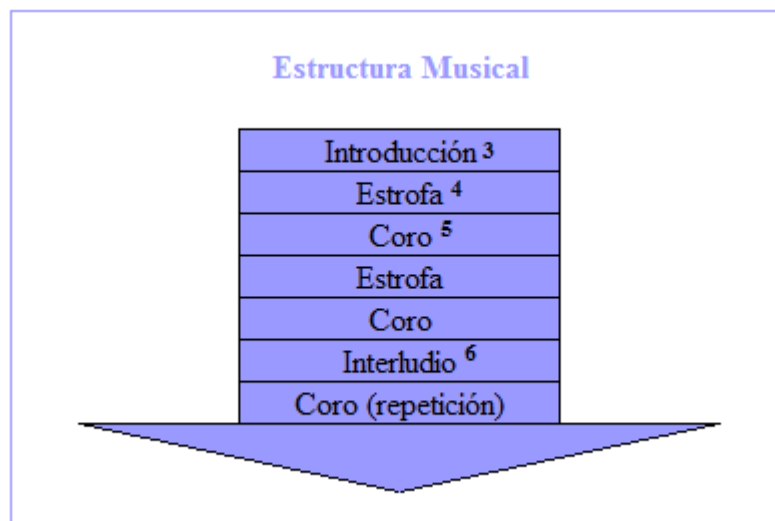 Estructura Musical
Introducción 3
Estrofa 4
Coro 5
Estrofa
Coro
Interludio 6
Coro (repetición)